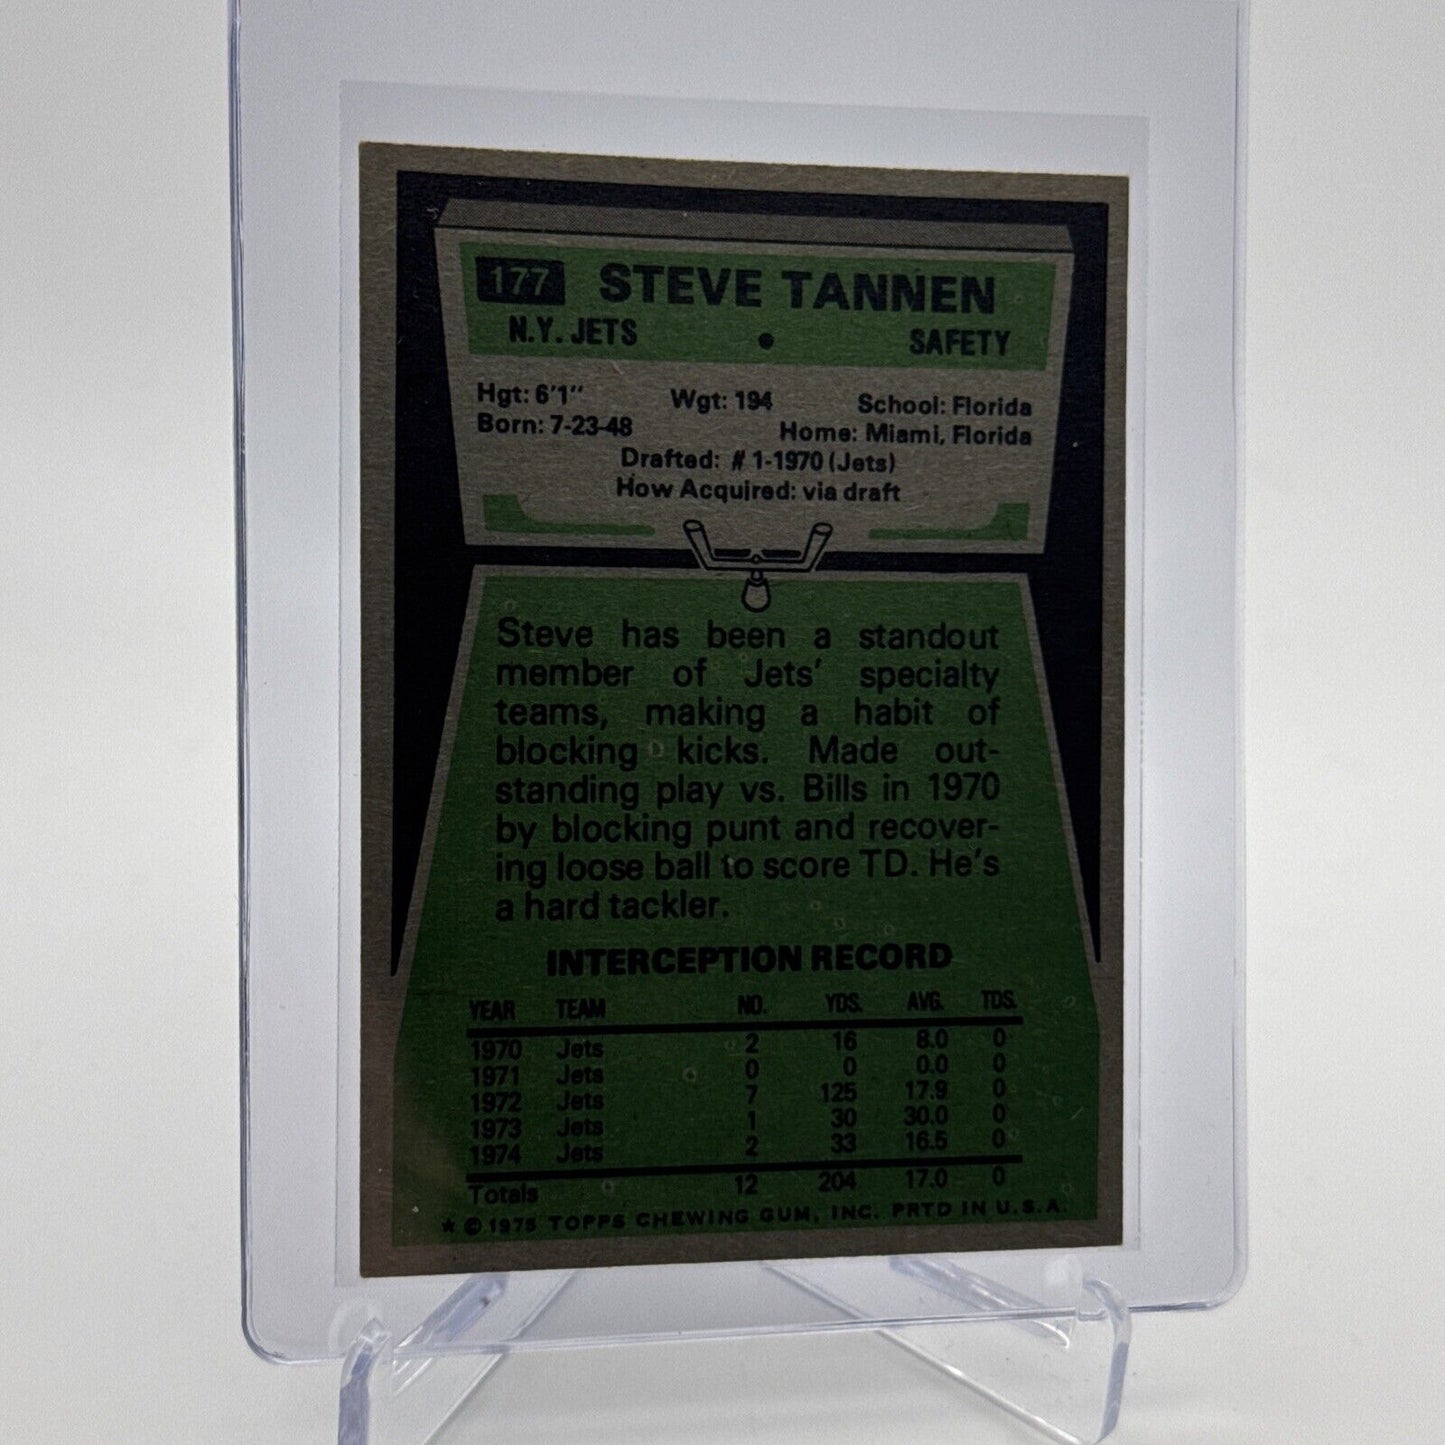 177 STEVE TANNEN
N.Y. JETS • SAFETY
Hgt: 6'1" Wgt: 194 School: Florida
Born: 7-23-48 Home: Miami, Florida
Drafted: # 1-1970 (Jets)
How Acquired: via draft
Steve has been a standout
member of Jets' specialty
teams, making a habit of
blocking kicks. Made out-
standing play vs. Bills in 1970
by blocking punt and recover-
ing loose ball to score TD. He's
a hard tackler.
INTERCEPTION RECORD
YEAR TEAM NO. YDS. AVG. TDS.
1970 Jets 2 16 8.0 0
1971 Jets 0 0 0.0 0
1972 Jets 7 125 17.9 0
1973 Jets 1 30 30.0 0
1974 Jets 2 33 16.5 0
Totals 12 204 17.0 0
★ © 1975 TOPPS CHEWING GUM, INC. PRTD IN U.S.A.